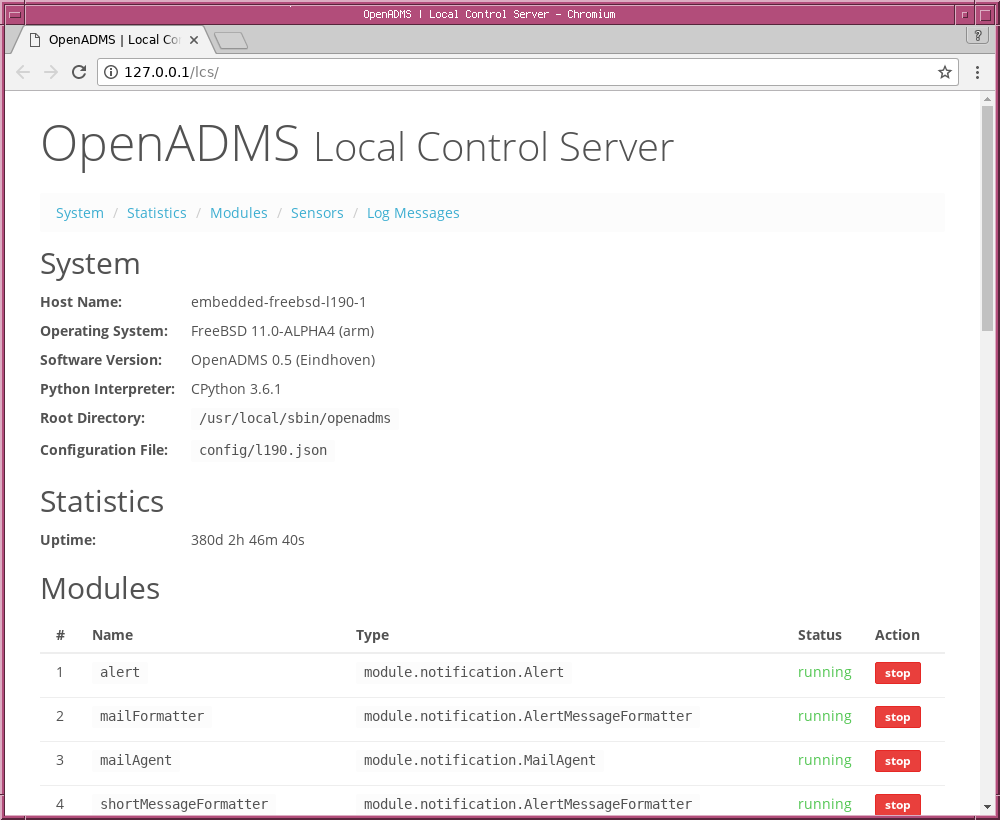 OpenADMS | Local Control Server - Chromium
OpenADMS | Local Co
127.0.0.1/lcs/
OpenADMS Local Control Server
System / Statistics / Modules / Sensors / Log Messages
System
Host Name: embedded-freebsd-l190-1
Operating System: FreeBSD 11.0-ALPHA4 (arm)
Software Version: OpenADMS 0.5 (Eindhoven)
Python Interpreter: CPython 3.6.1
Root Directory: /usr/local/sbin/openadms
Configuration File: config/l190.json
Statistics
Uptime: 380d 2h 46m 40s
Modules
# Name Type Status Action
1 alert module.notification.Alert running stop
2 mailFormatter module.notification.AlertMessageFormatter running stop
3 mailAgent module.notification.MailAgent running stop
4 shortMessageFormatter module.notification.AlertMessageFormatter running stop